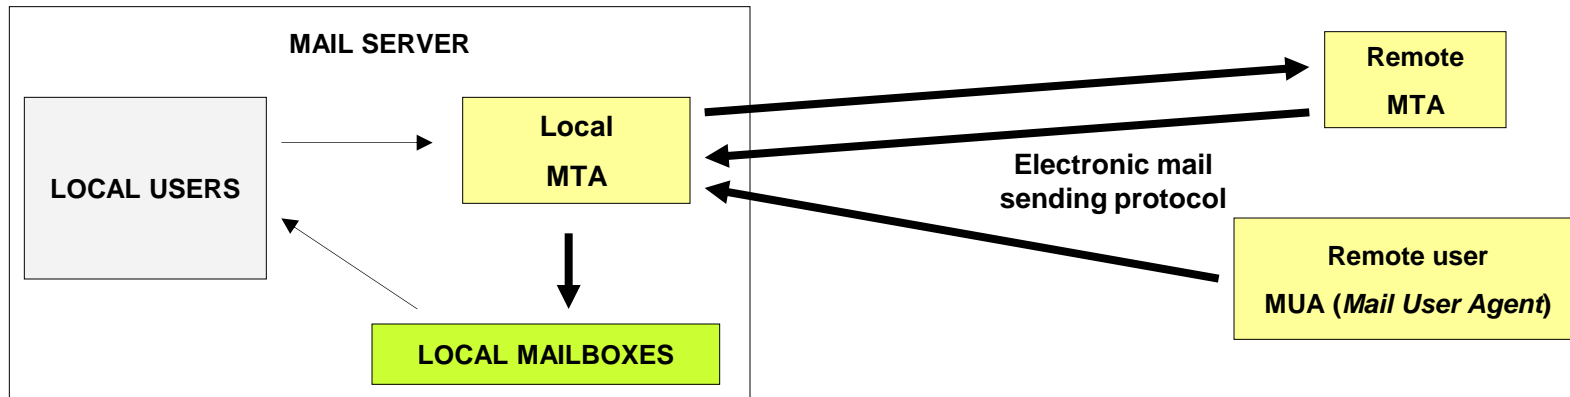 MAIL SERVER
LOCAL USERS
Local
MTA
LOCAL MAILBOXES
Electronic mail
sending protocol
Remote
MTA
Remote user
MUA (Mail User Agent)